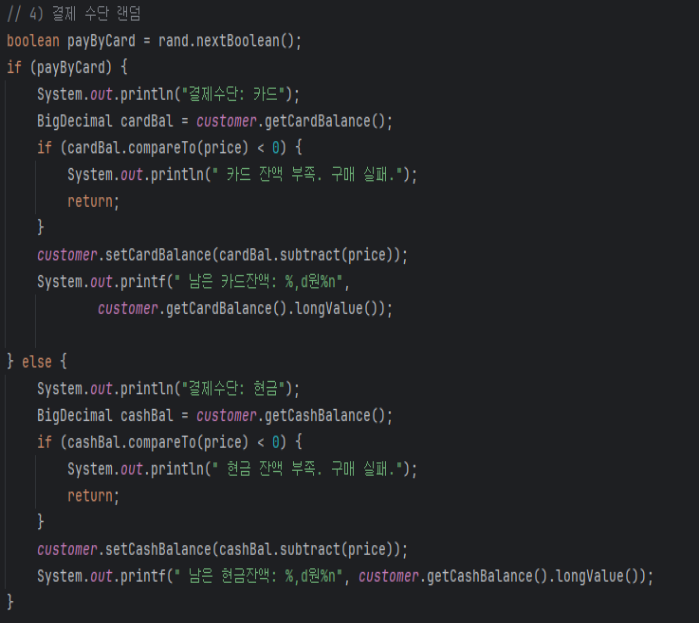 // 4) 결제 수단 랜덤
boolean payByCard = rand.nextBoolean();
if (payByCard) {
    System.out.println("결제수단: 카드");
    BigDecimal cardBal = customer.getCardBalance();
    if (cardBal.compareTo(price) < 0) {
        System.out.println(" 카드 잔액 부족. 구매 실패.");
        return;
    }
    customer.setCardBalance(cardBal.subtract(price));
    System.out.printf(" 남은 카드잔액: %,d원%n",
            customer.getCardBalance().longValue());
} else {
    System.out.println("결제수단: 현금");
    BigDecimal cashBal = customer.getCashBalance();
    if (cashBal.compareTo(price) < 0) {
        System.out.println(" 현금 잔액 부족. 구매 실패.");
        return;
    }
    customer.setCashBalance(cashBal.subtract(price));
    System.out.printf(" 남은 현금잔액: %,d원%n", customer.getCashBalance().longValue());
}